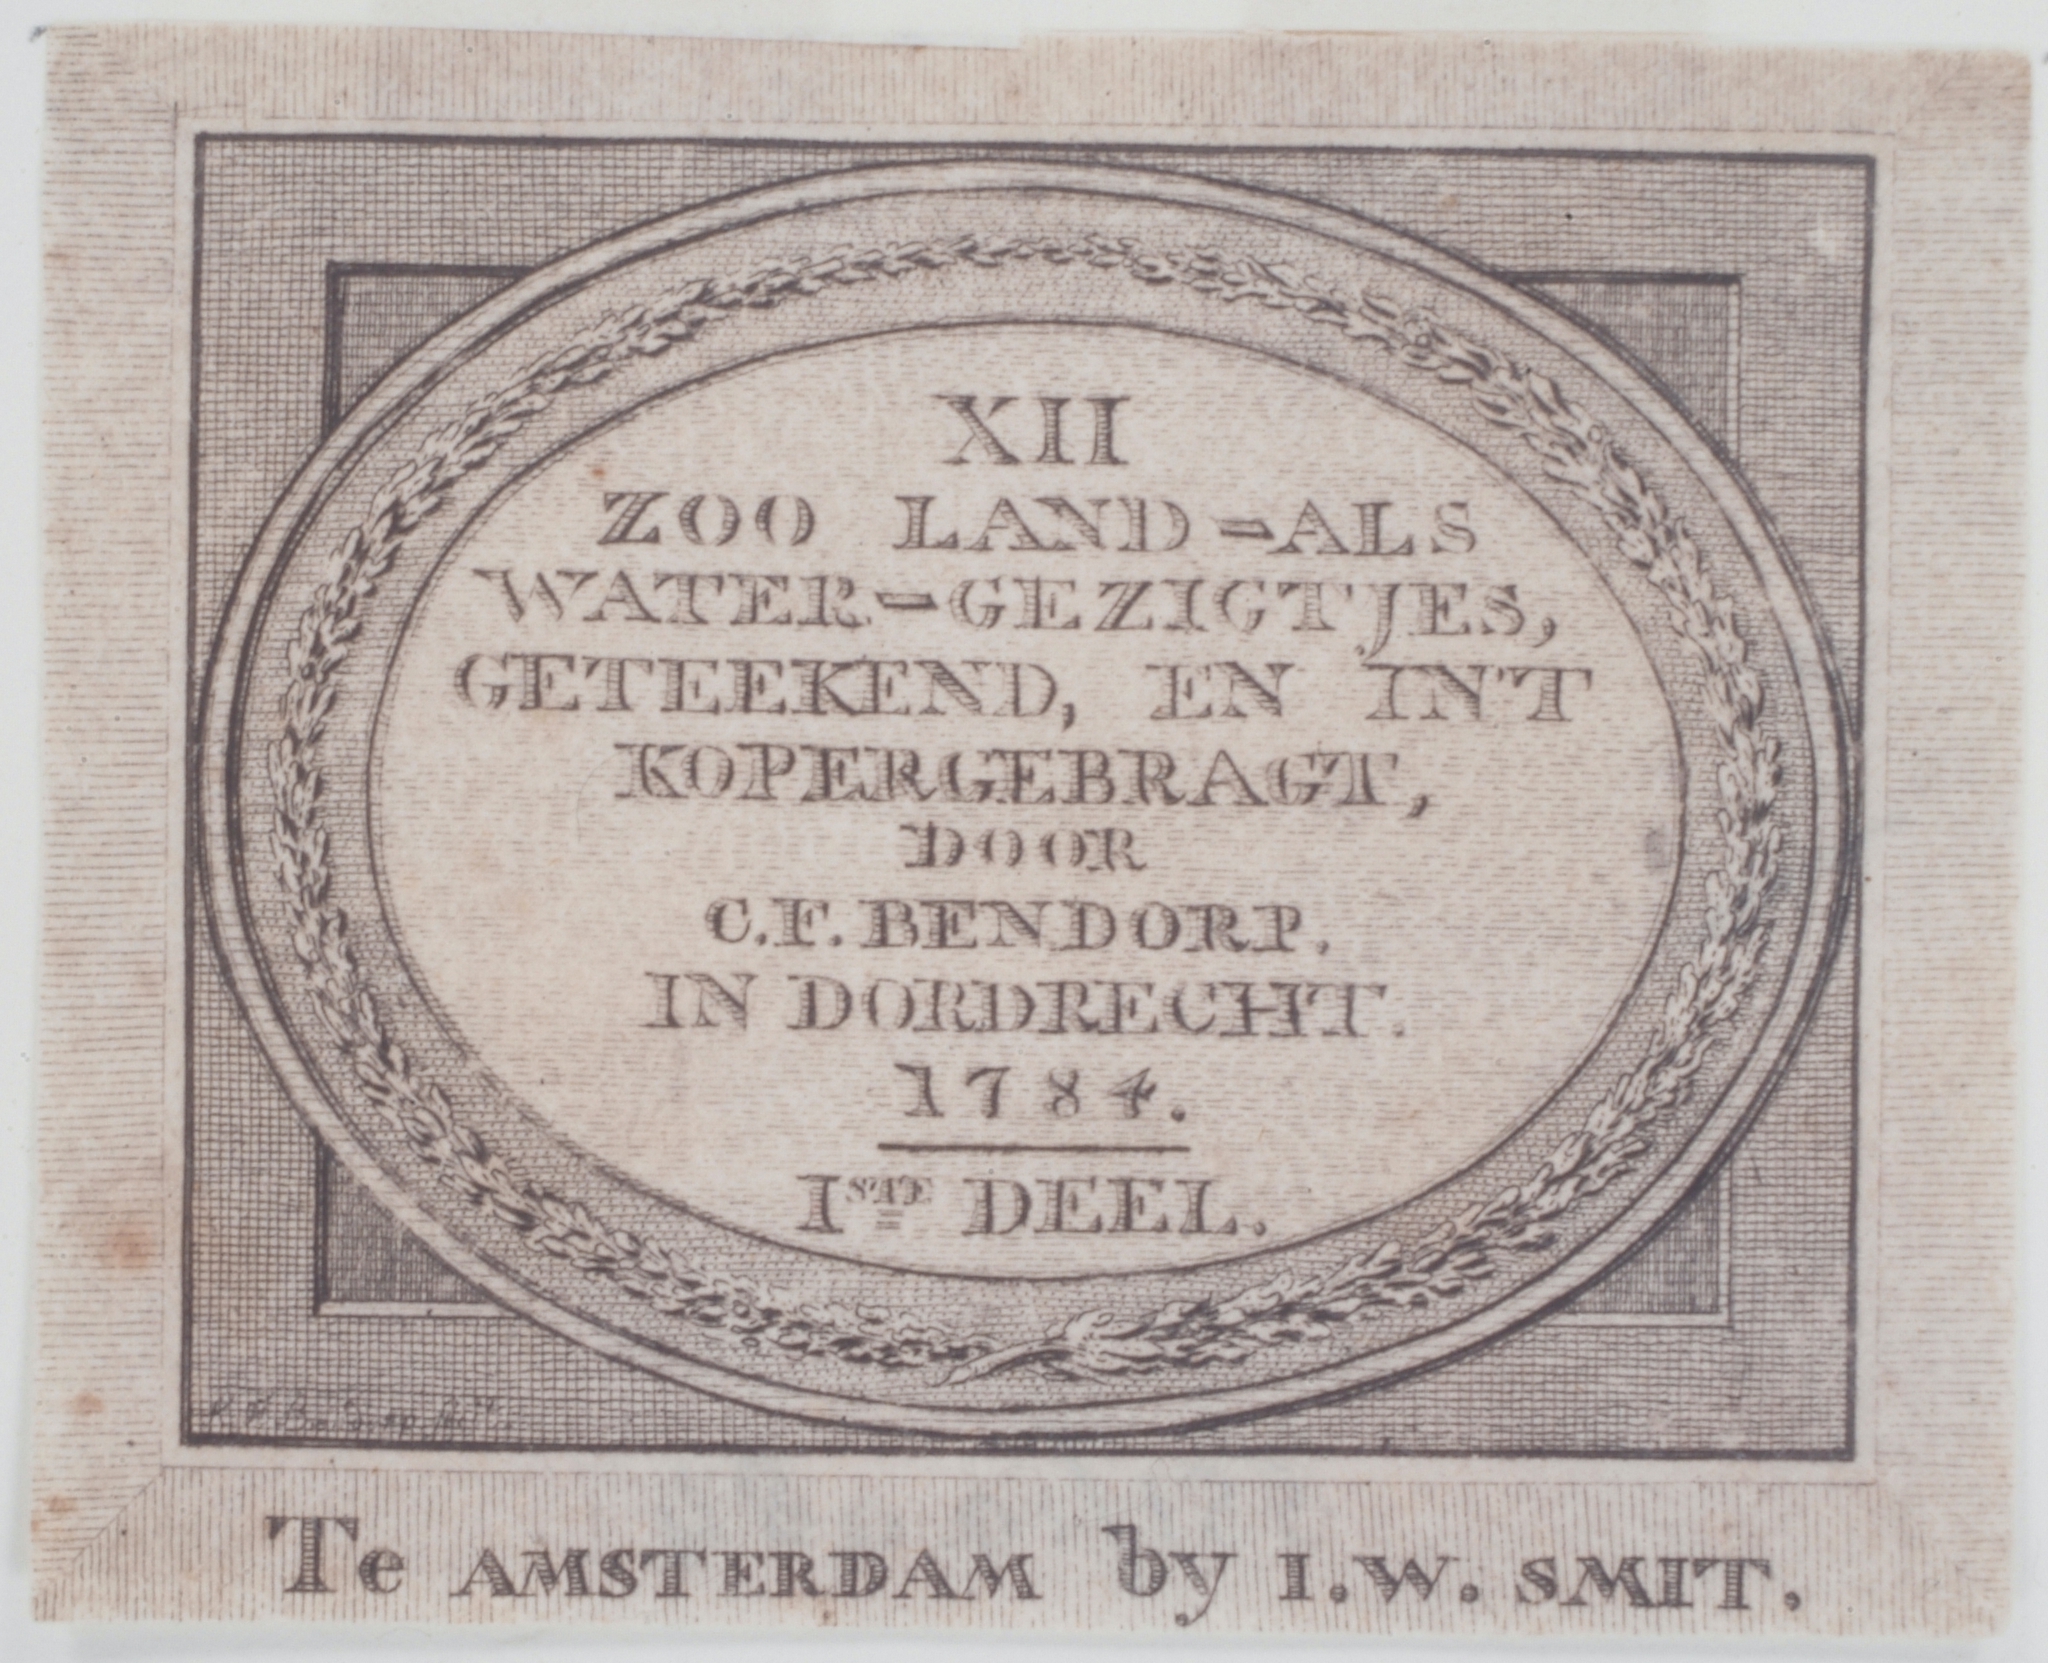 XII
ZOO LAND-ALS
WATER-GEZIGTJES,
GETEEKEND, EN IN'T
KOPERGEBRAGT,
DOOR
C.F. BENDORP.
IN DORDRECHT.
1784.
ISTE DEEL.
Te AMSTERDAM by I.W. SMIT.